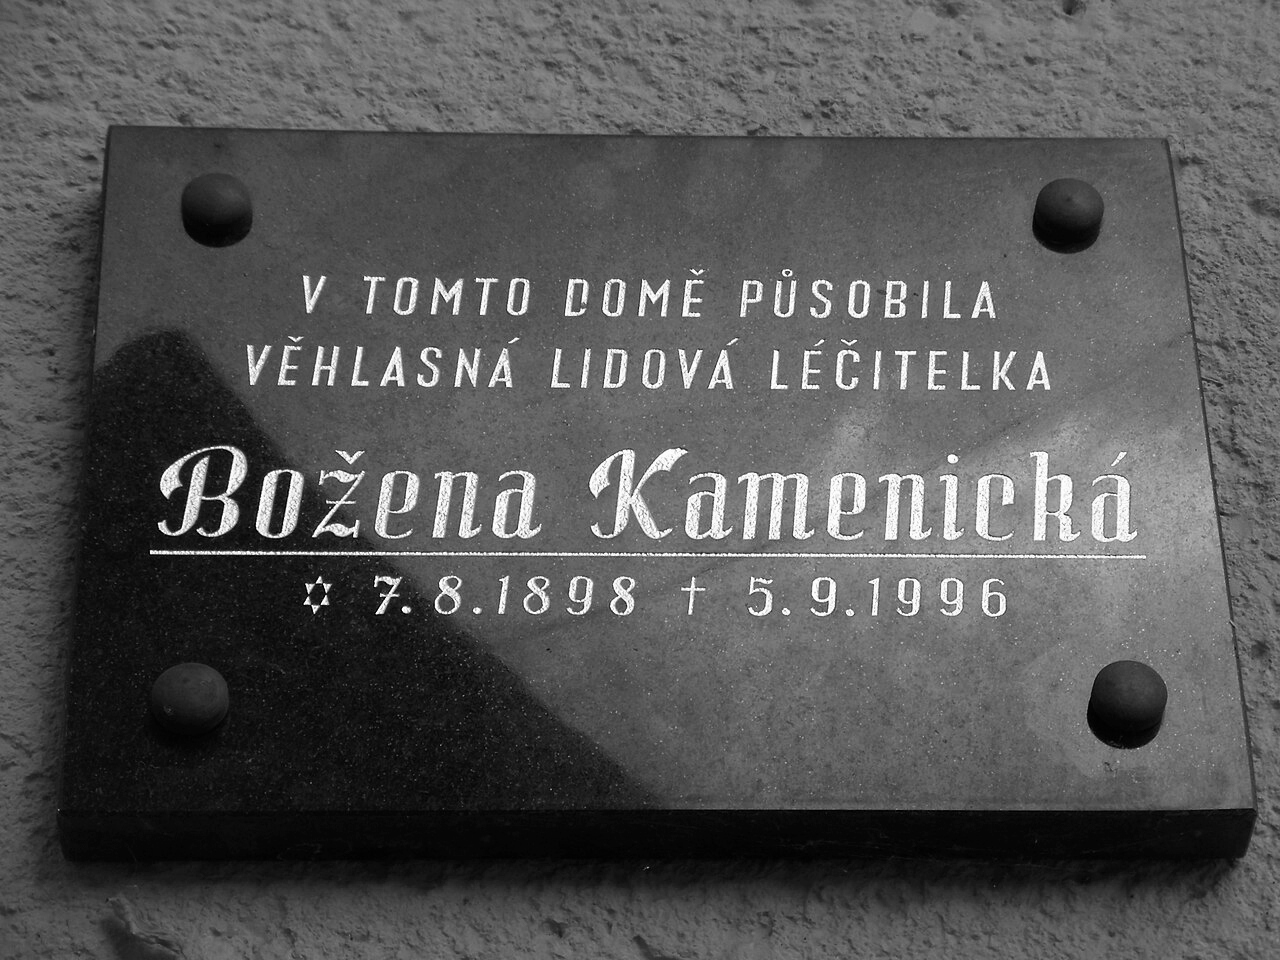 V TOMTO DOMĚ PŮSOBILA
VĚHLASNÁ LIDOVÁ LÉČITELKA
Božena Kamenická
✡ 7.8.1898 † 5.9.1996